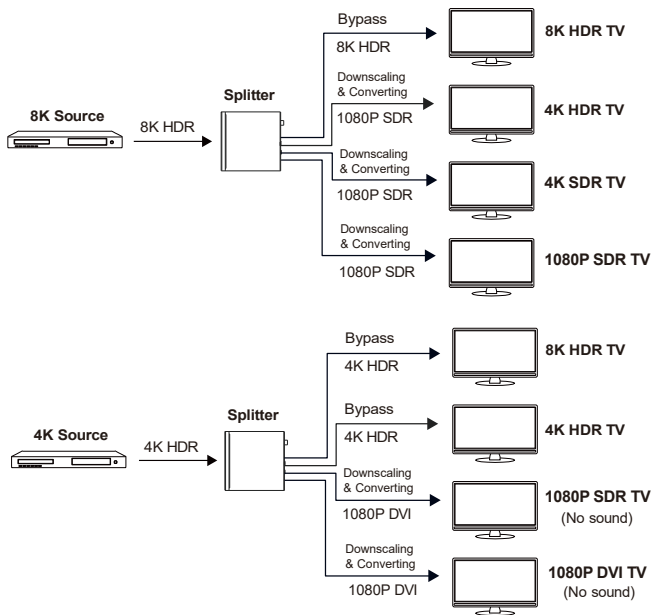 Bypass
8K HDR
8K HDR TV
Downscaling
& Converting
1080P SDR
4K HDR TV
Splitter
8K Source
8K HDR
Downscaling
& Converting
1080P SDR
4K SDR TV
Downscaling
& Converting
1080P SDR
1080P SDR TV
Bypass
4K HDR
8K HDR TV
Bypass
4K HDR
4K HDR TV
Splitter
4K Source
4K HDR
Downscaling
& Converting
1080P DVI
1080P SDR TV
(No sound)
Downscaling
& Converting
1080P DVI
1080P DVI TV
(No sound)